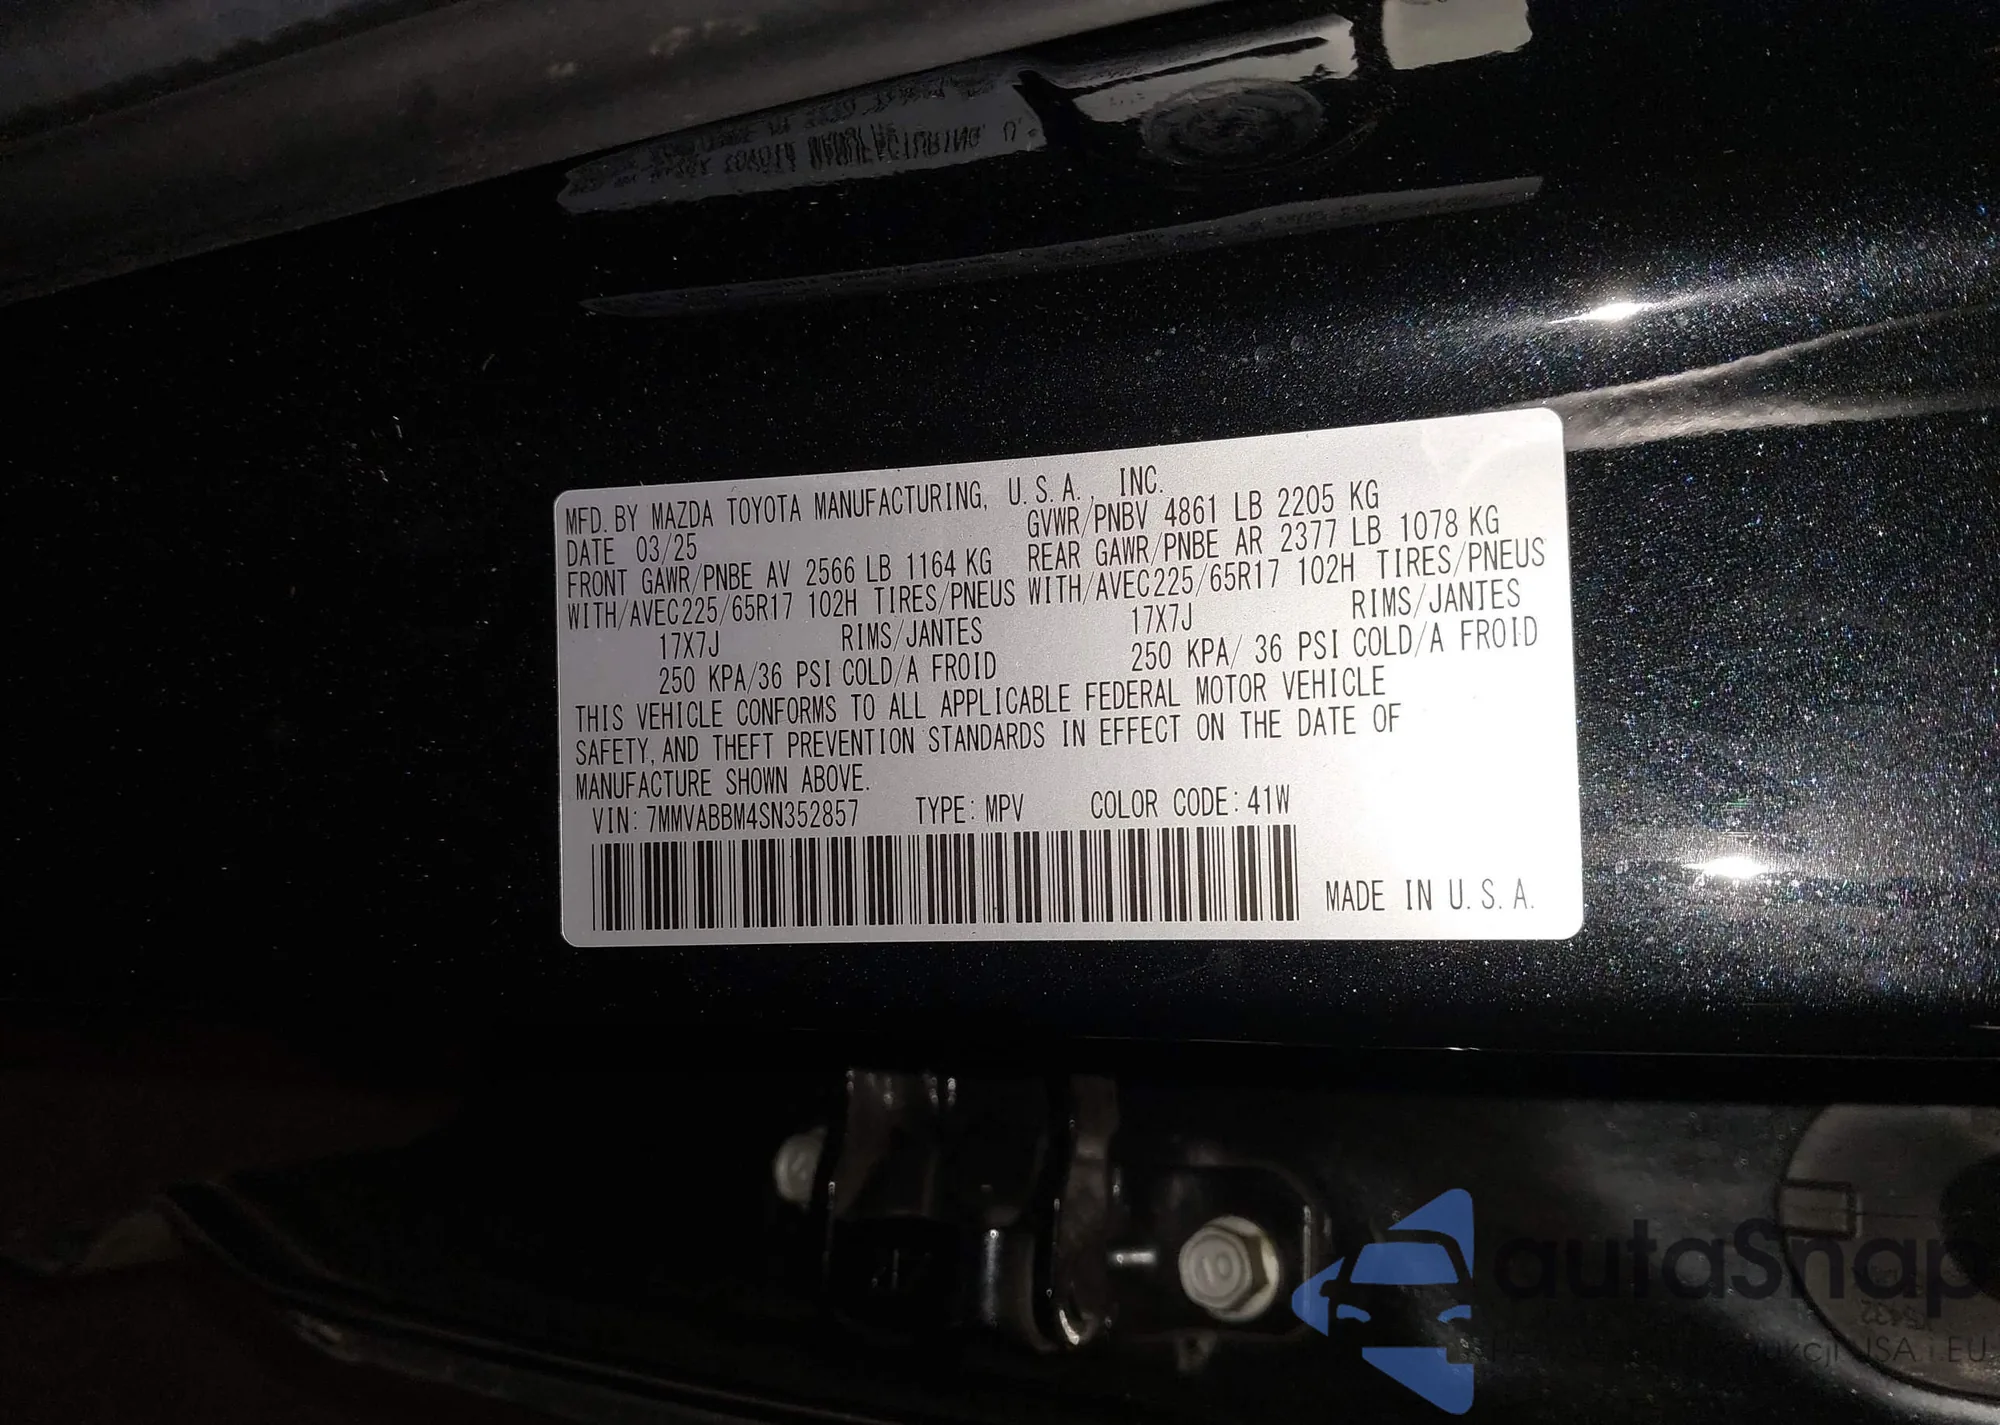 MFD. BY MAZDA TOYOTA MANUFACTURING, U.S.A., INC.
DATE 03/25 GVWR/PNBV 4861 LB 2205 KG
FRONT GAWR/PNBE AV 2566 LB 1164 KG REAR GAWR/PNBE AR 2377 LB 1078 KG
WITH/AVEC225/65R17 102H TIRES/PNEUS WITH/AVEC225/65R17 102H TIRES/PNEUS
17X7J RIMS/JANTES 17X7J RIMS/JANTES
250 KPA/36 PSI COLD/A FROID 250 KPA/ 36 PSI COLD/A FROID
THIS VEHICLE CONFORMS TO ALL APPLICABLE FEDERAL MOTOR VEHICLE
SAFETY, AND THEFT PREVENTION STANDARDS IN EFFECT ON THE DATE OF
MANUFACTURE SHOWN ABOVE.
VIN: 7MMVABBM4SN352857 TYPE: MPV COLOR CODE: 41W
MADE IN U.S.A.
10
autaSnap
USA i EU